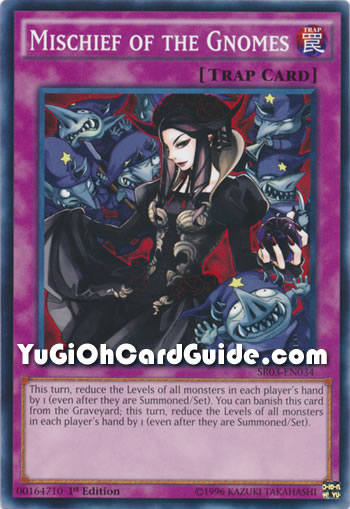 MISCHIEF OF THE GNOMES
TRAP
罠
[TRAP CARD]
YuGiOhCardGuide.com
SR03-EN034
This turn, reduce the Levels of all monsters in each player's hand
by 1 (even after they are Summoned/Set). You can banish this card
from the Graveyard; this turn, reduce the Levels of all monsters
in each player's hand by 1 (even after they are Summoned/Set).
00164710 1st Edition
©1996 KAZUKI TAKAHASHI